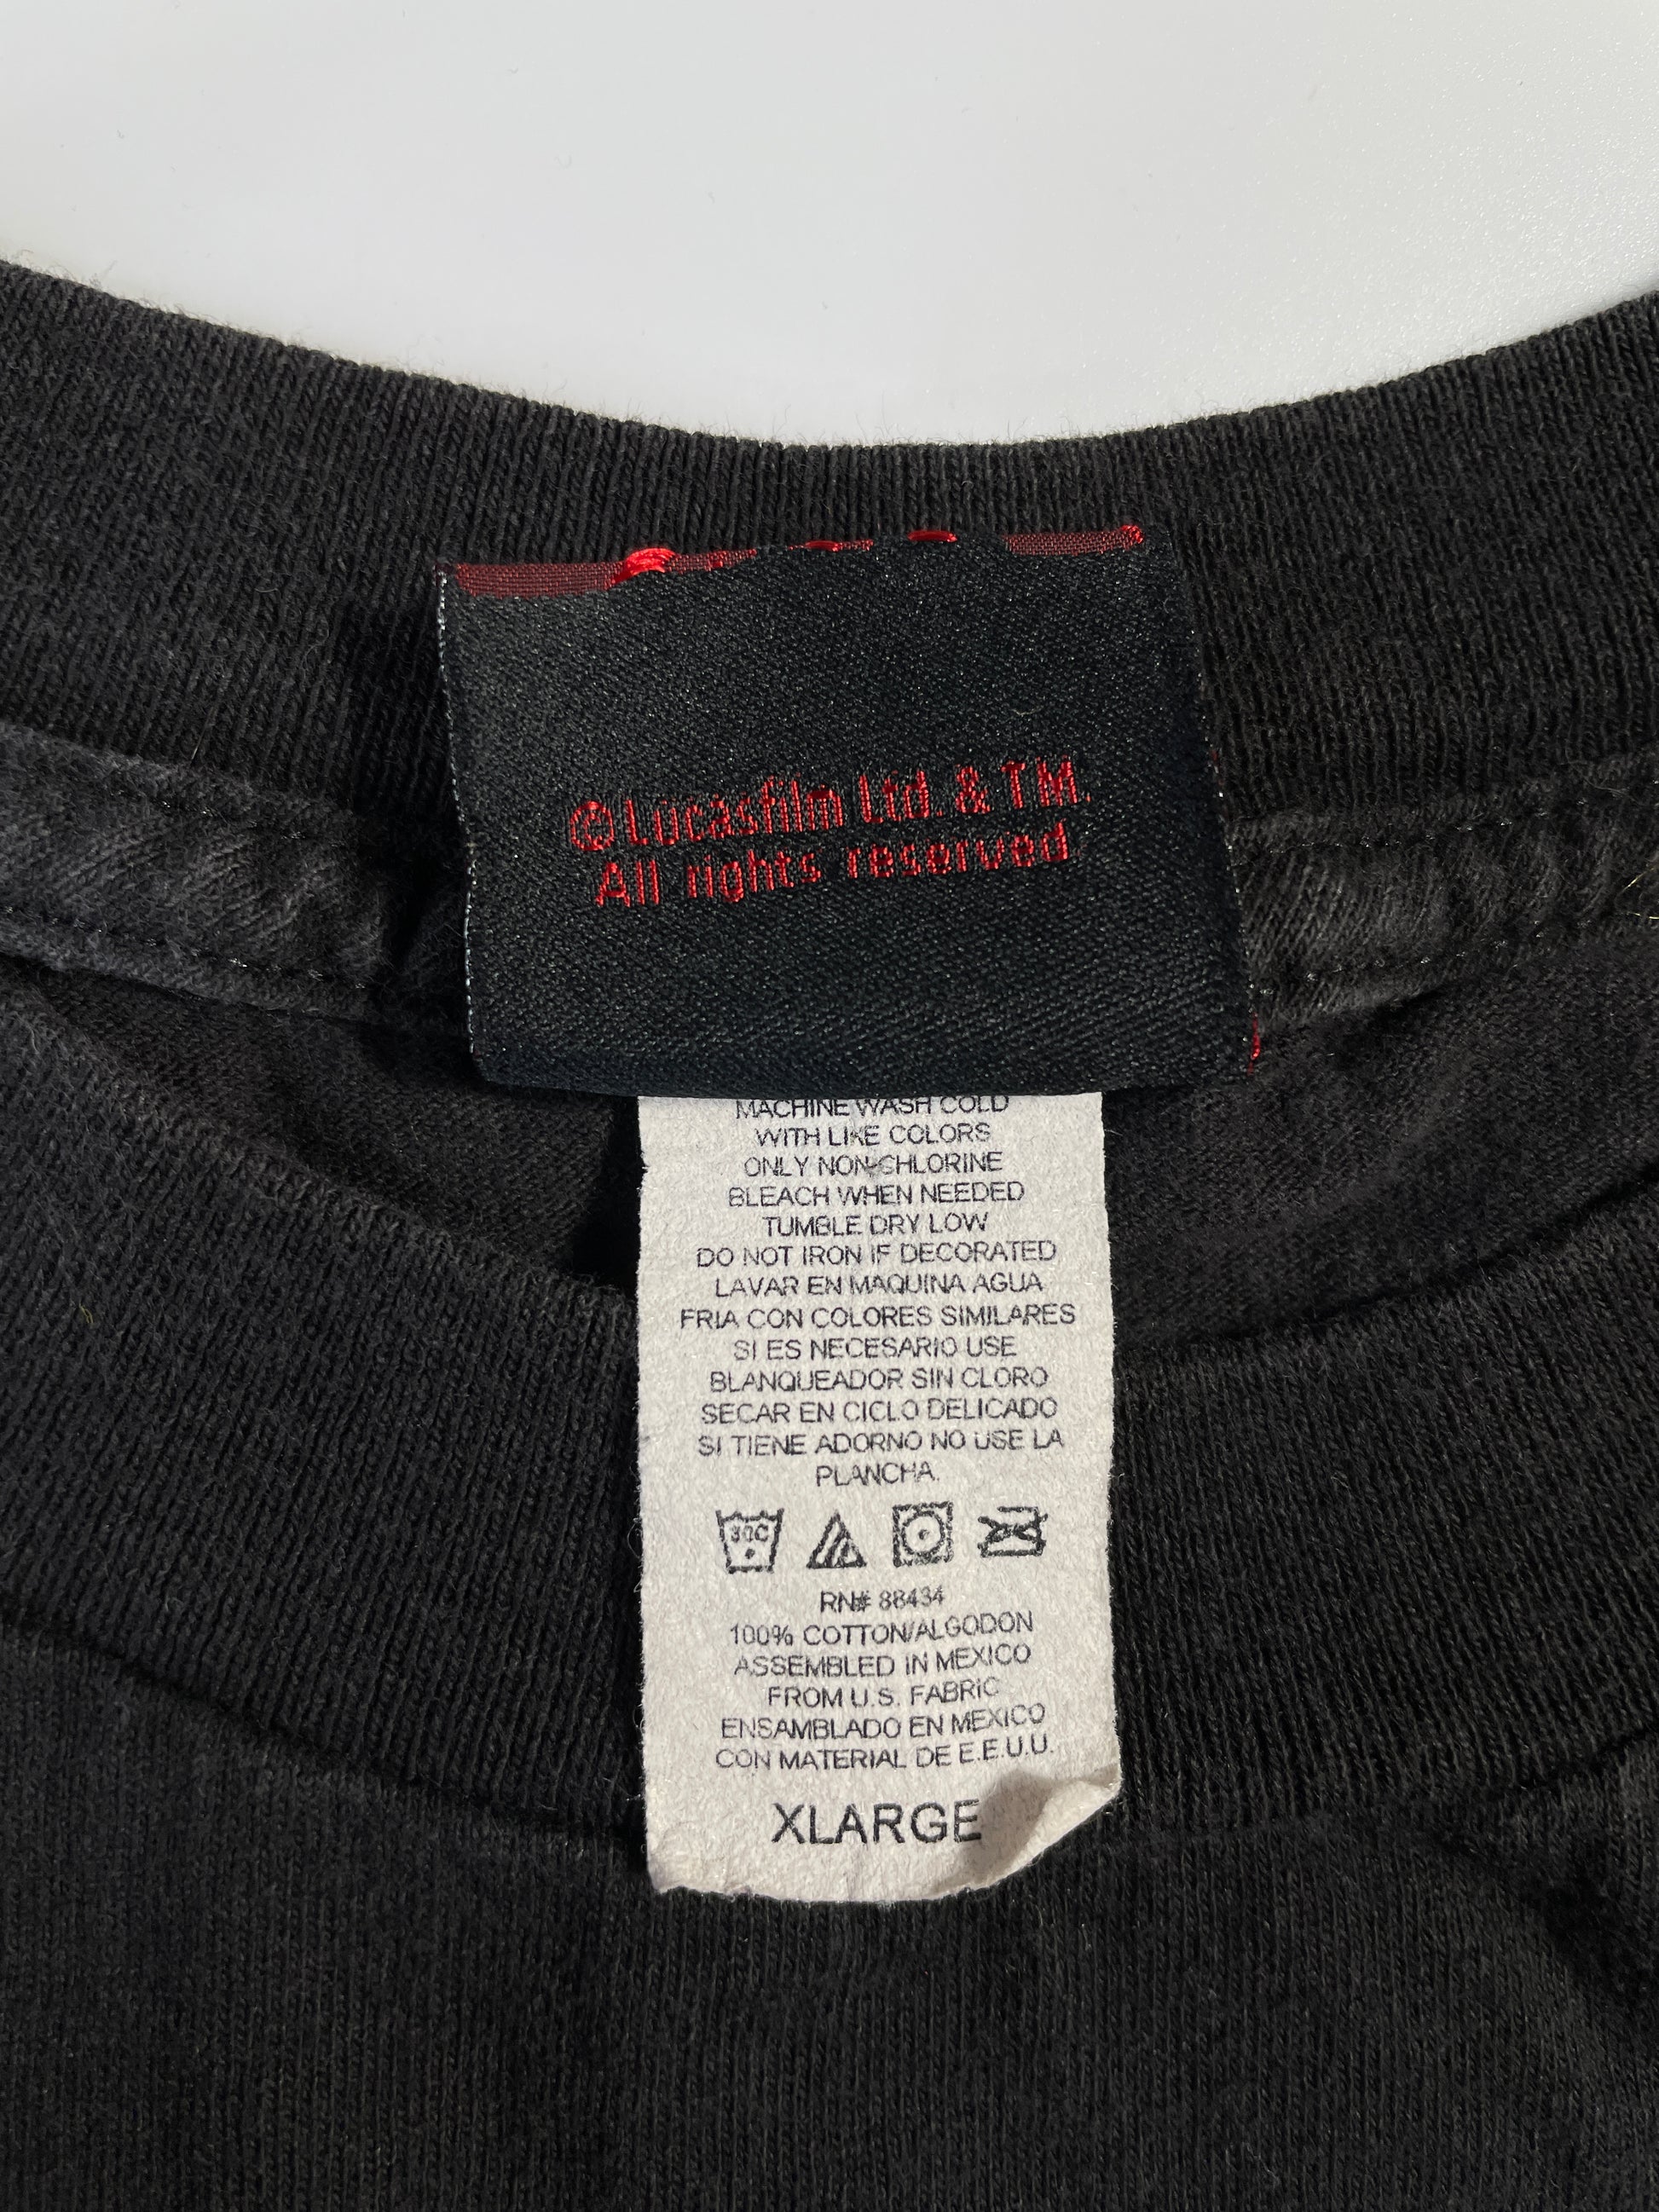 ©Lucasfilm Ltd. & TM.
All rights reserved
MACHINE WASH COLD
WITH LIKE COLORS
ONLY NON-CHLORINE
BLEACH WHEN NEEDED
TUMBLE DRY LOW
DO NOT IRON IF DECORATED
LAVAR EN MAQUINA AGUA
FRIA CON COLORES SIMILARES
SI ES NECESARIO USE
BLANQUEADOR SIN CLORO
SECAR EN CICLO DELICADO
SI TIENE ADORNO NO USE LA
PLANCHA.
30C
RN# 88434
100% COTTON/ALGODON
ASSEMBLED IN MEXICO
FROM U.S. FABRIC
ENSAMBLADO EN MEXICO
CON MATERIAL DE E.E.U.U.
XLARGE